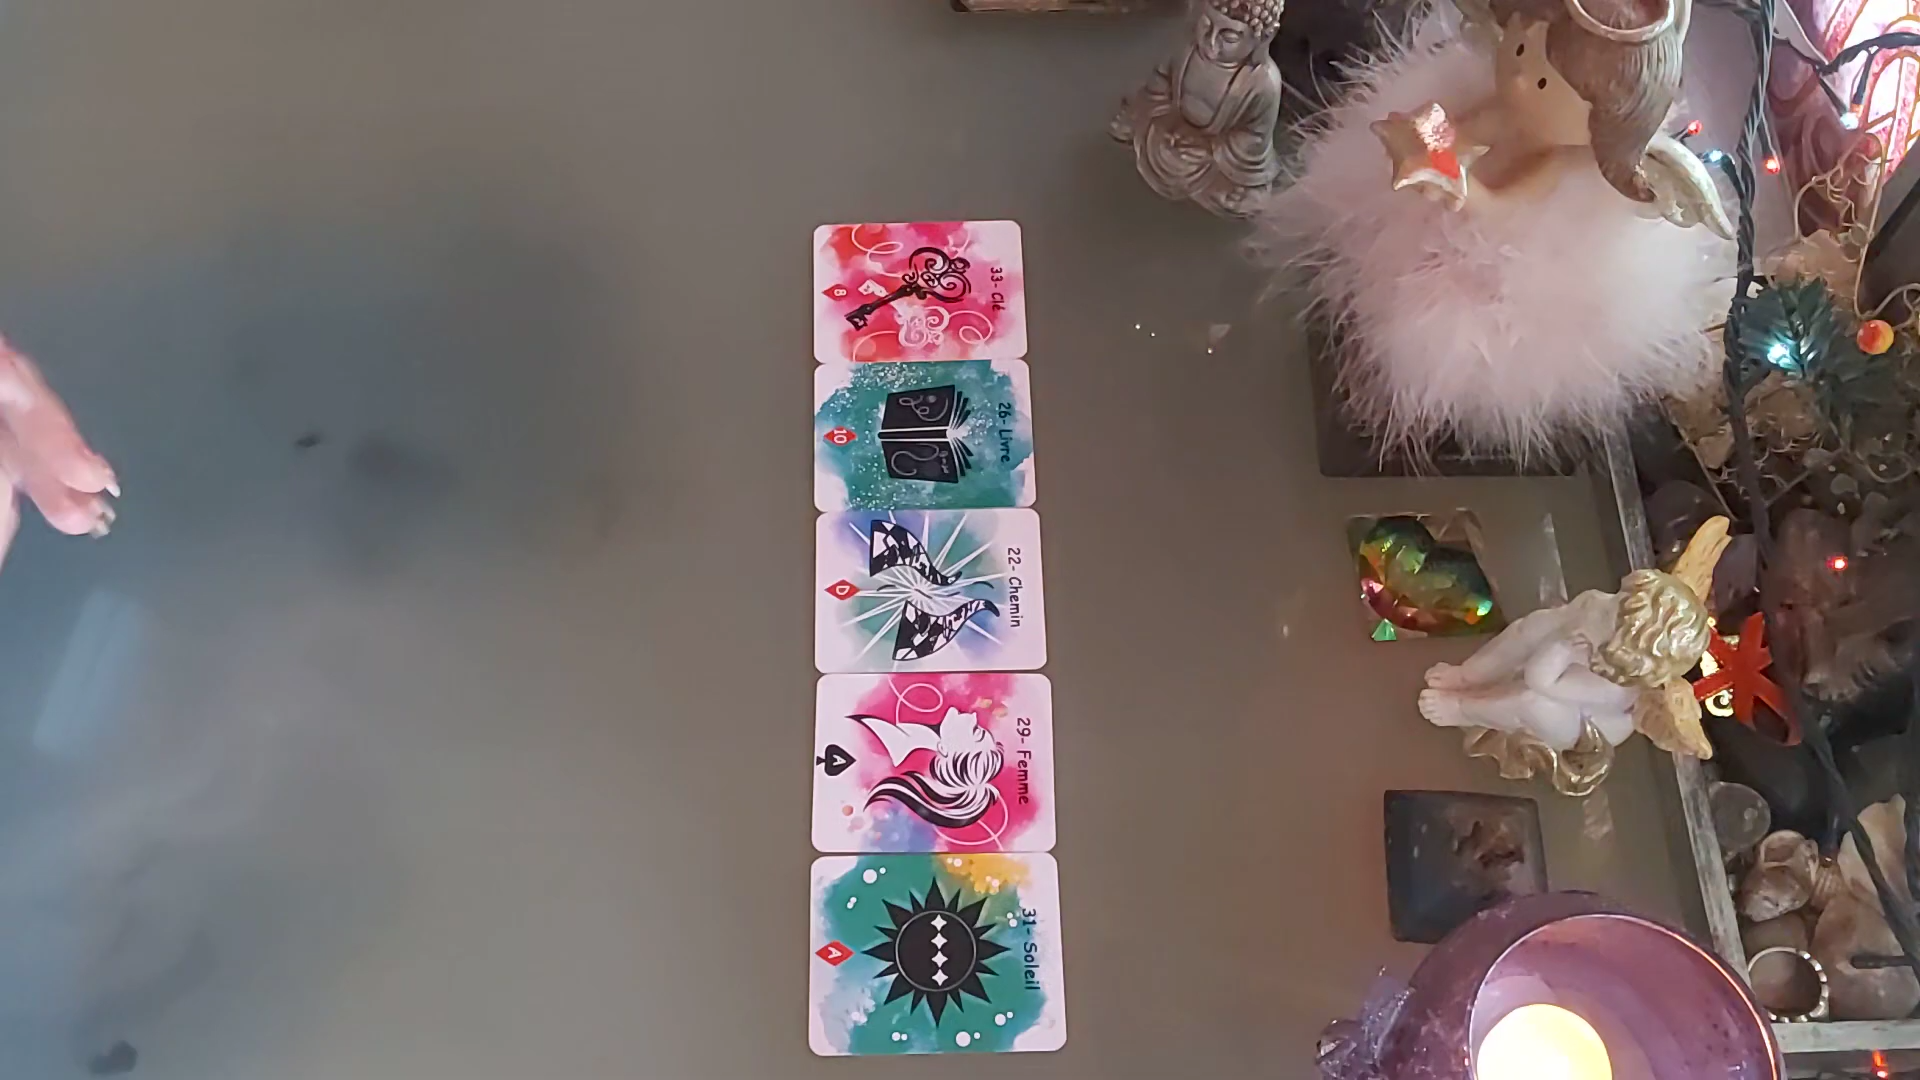 33- Clé
8
26- Livre
10
22- Chemin
D
29- Femme
A
31- Soleil
A